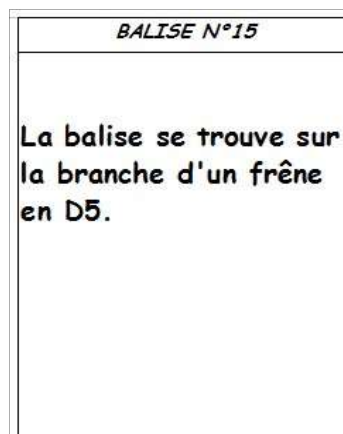 BALISE N°15
La balise se trouve sur
la branche d'un frêne
en D5.